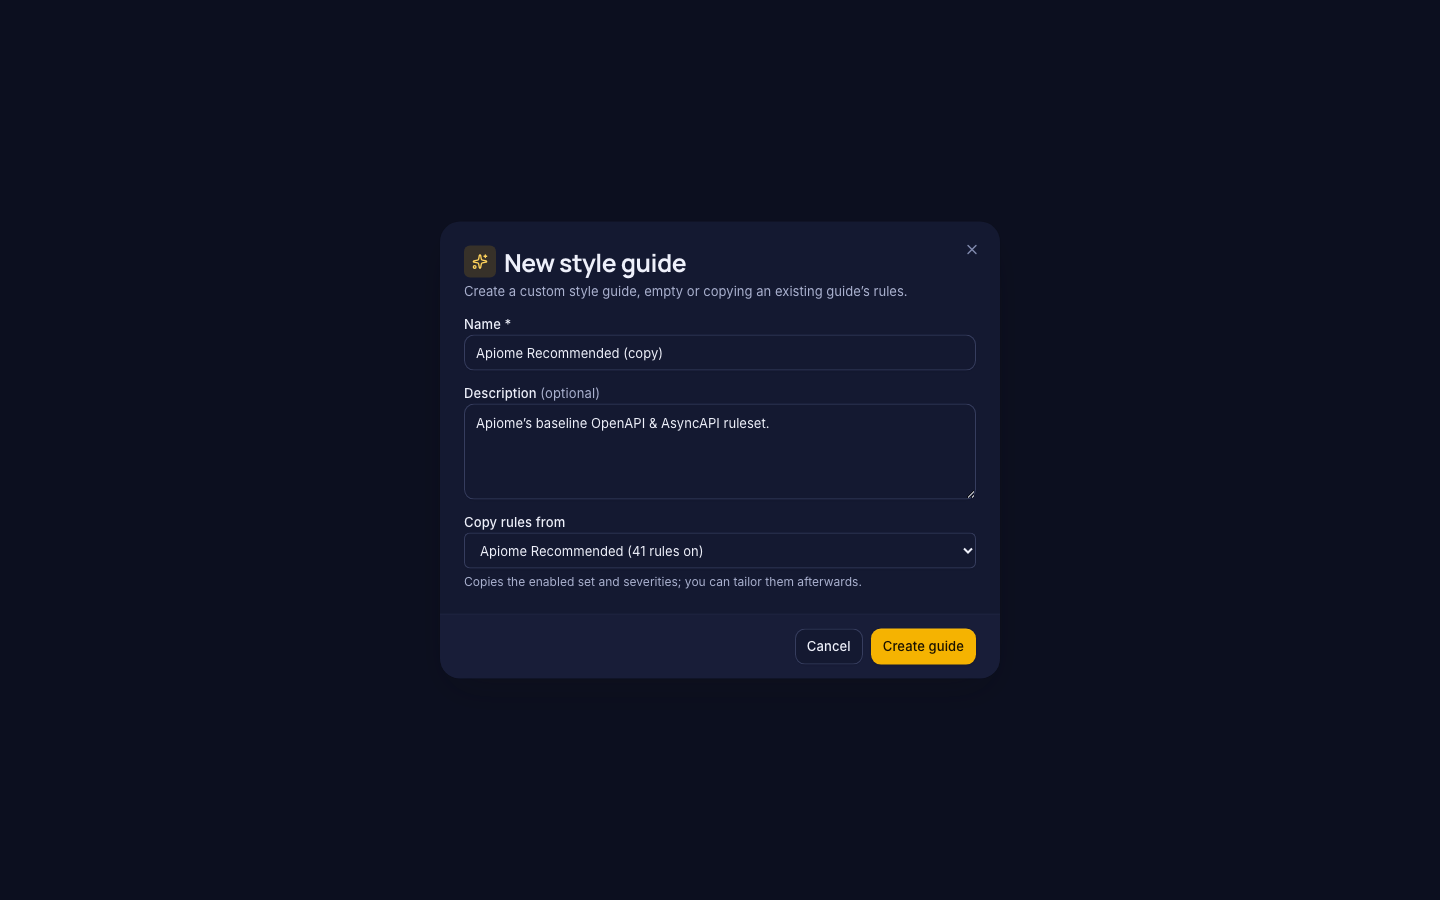 New style guide
Create a custom style guide, empty or copying an existing guide’s rules.
Name *
Apiome Recommended (copy)
Description (optional)
Apiome’s baseline OpenAPI & AsyncAPI ruleset.
Copy rules from
Apiome Recommended (41 rules on)
Copies the enabled set and severities; you can tailor them afterwards.
Cancel
Create guide